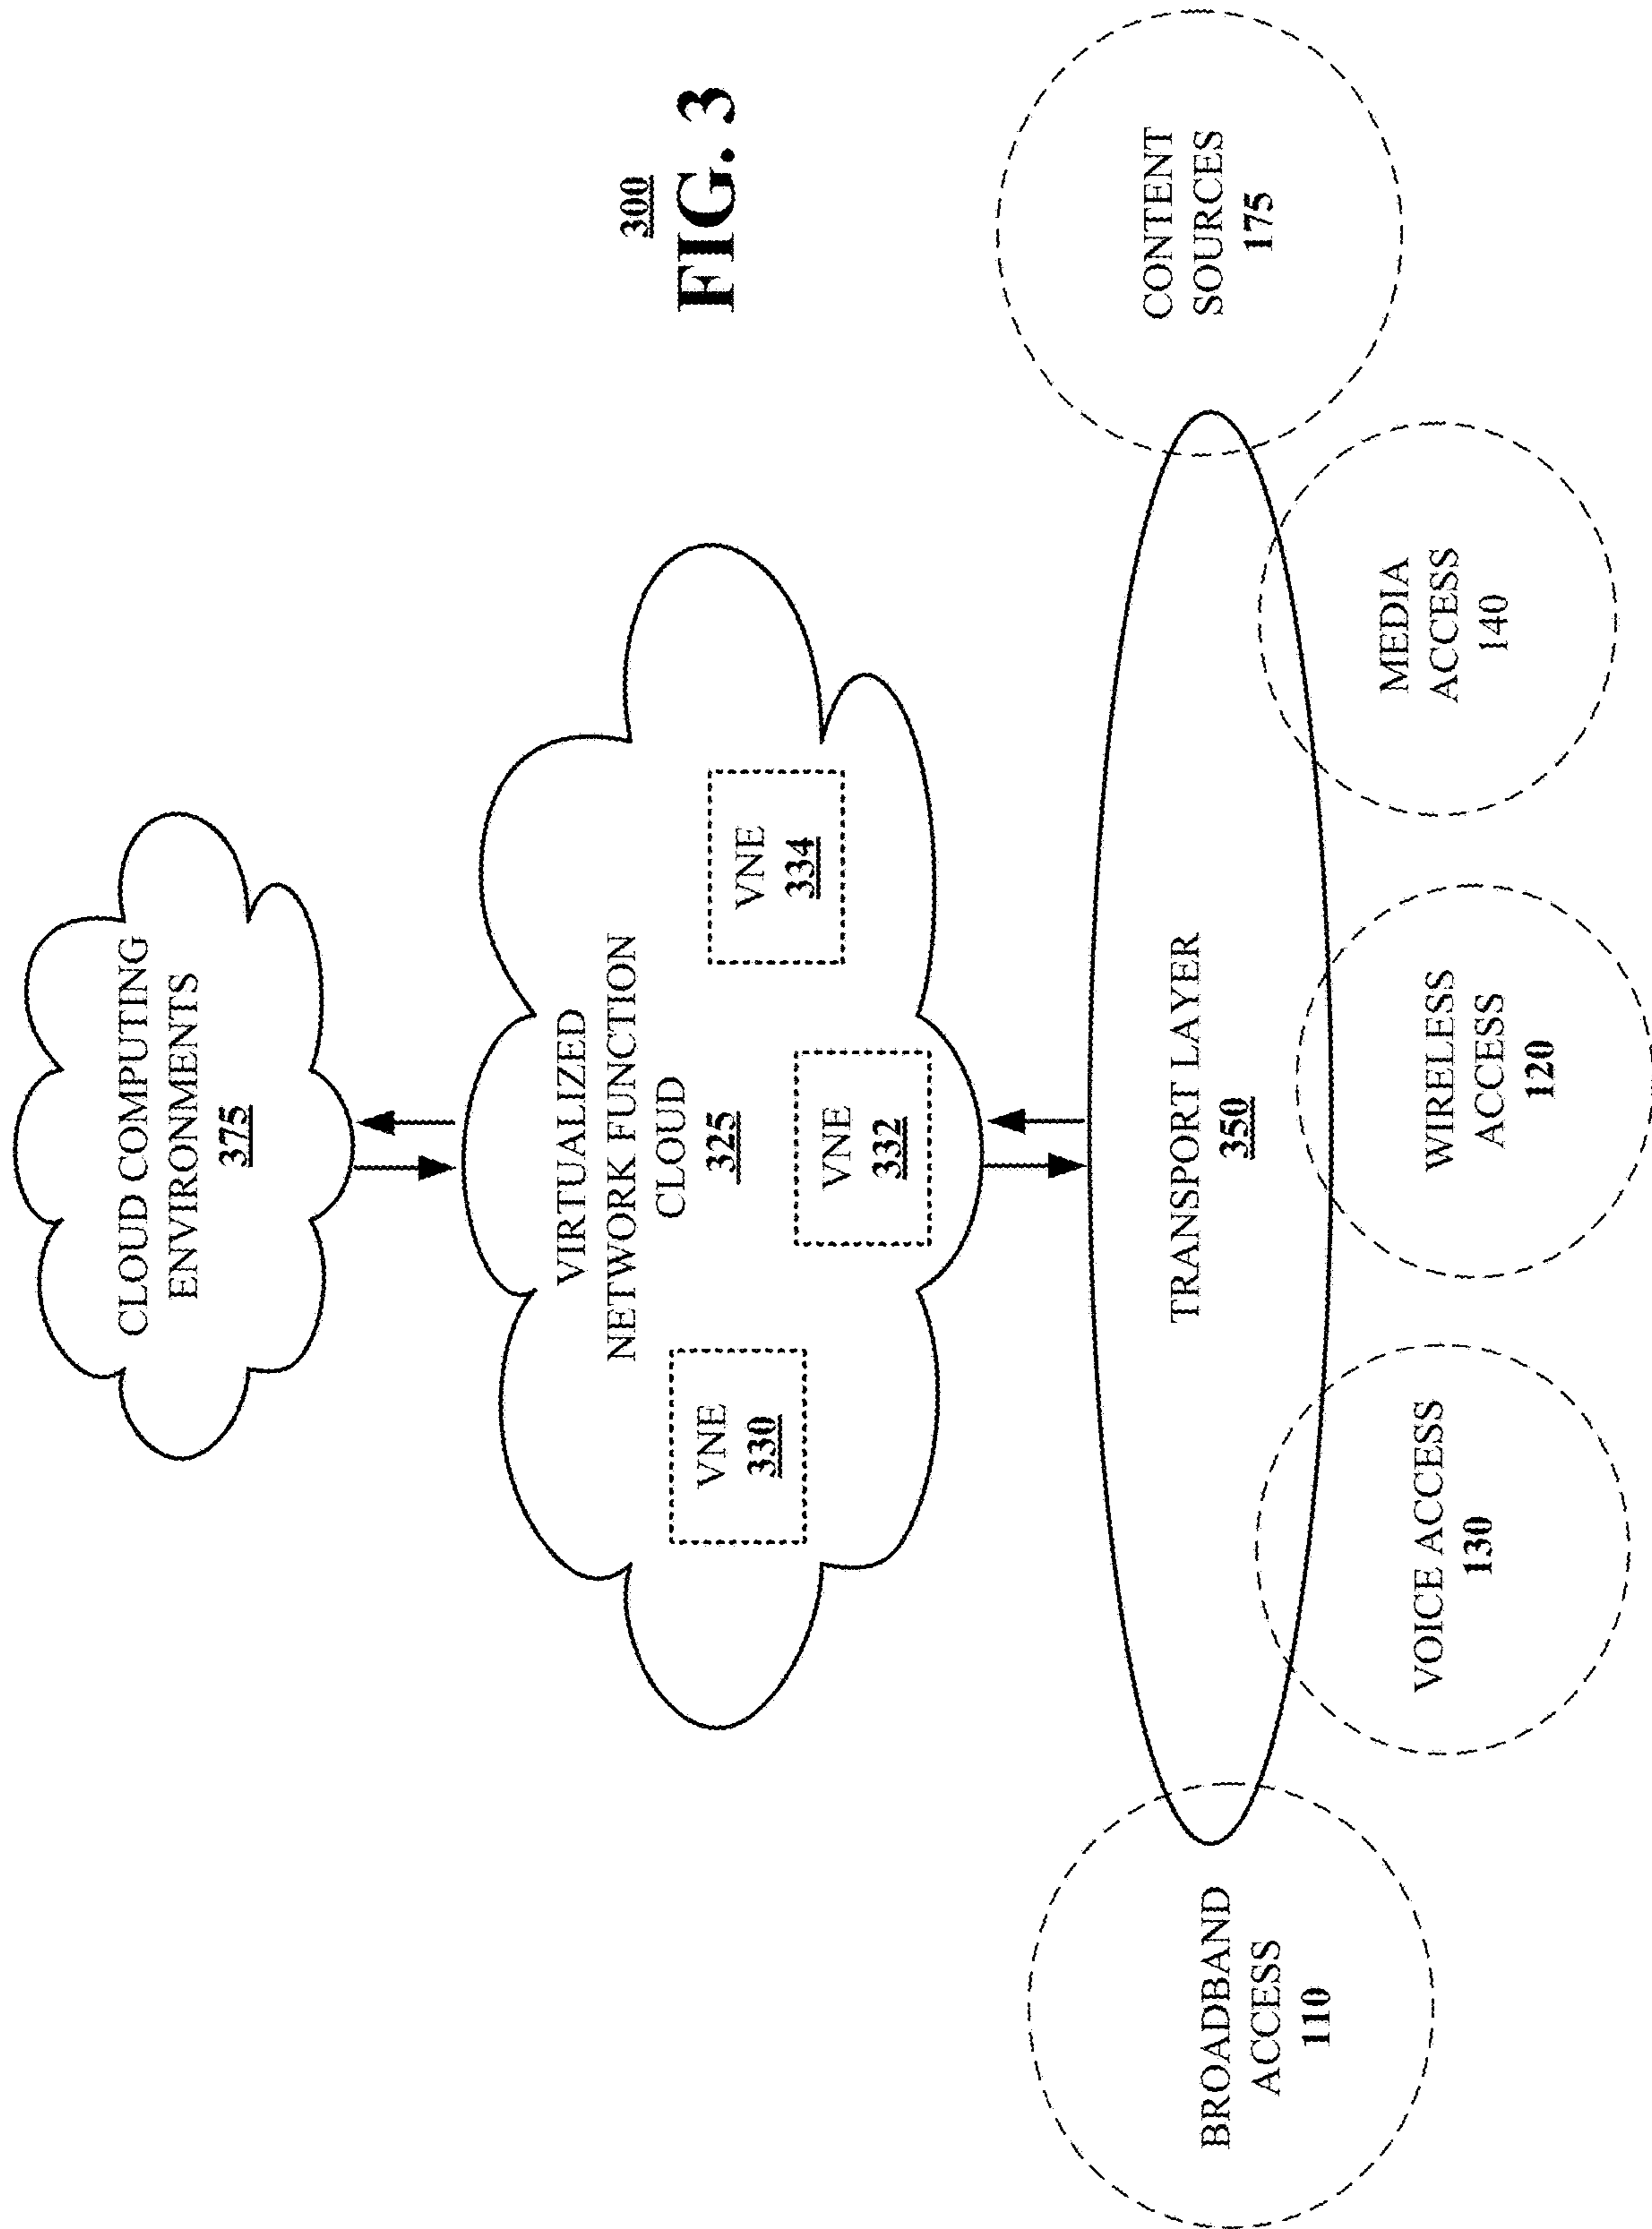 CLOUD COMPUTING
ENVIRONMENTS
375
VIRTUALIZED
NETWORK FUNCTION
CLOUD
325
VNE
330
VNE
332
VNE
334
300
FIG. 3
TRANSPORT LAYER
350
BROADBAND
ACCESS
110
VOICE ACCESS
130
WIRELESS
ACCESS
120
MEDIA
ACCESS
140
CONTENT
SOURCES
175